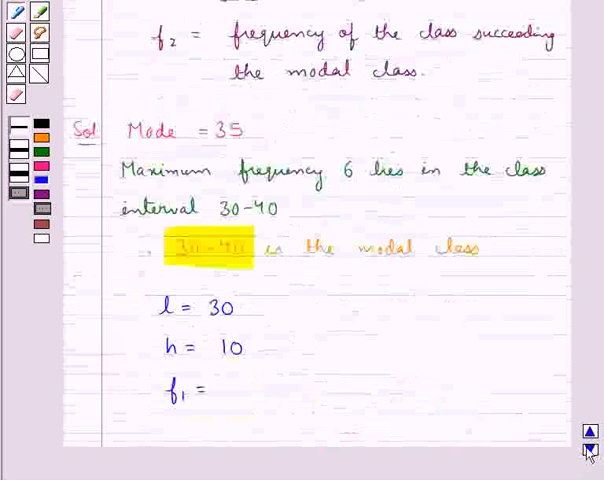 f₂ = frequency of the class succeeding
the modal class.
Sol Mode = 35
Maximum frequency 6 lies in the class
interval 30-40
∴ 30-40 is the modal class
l = 30
h = 10
f₁ =